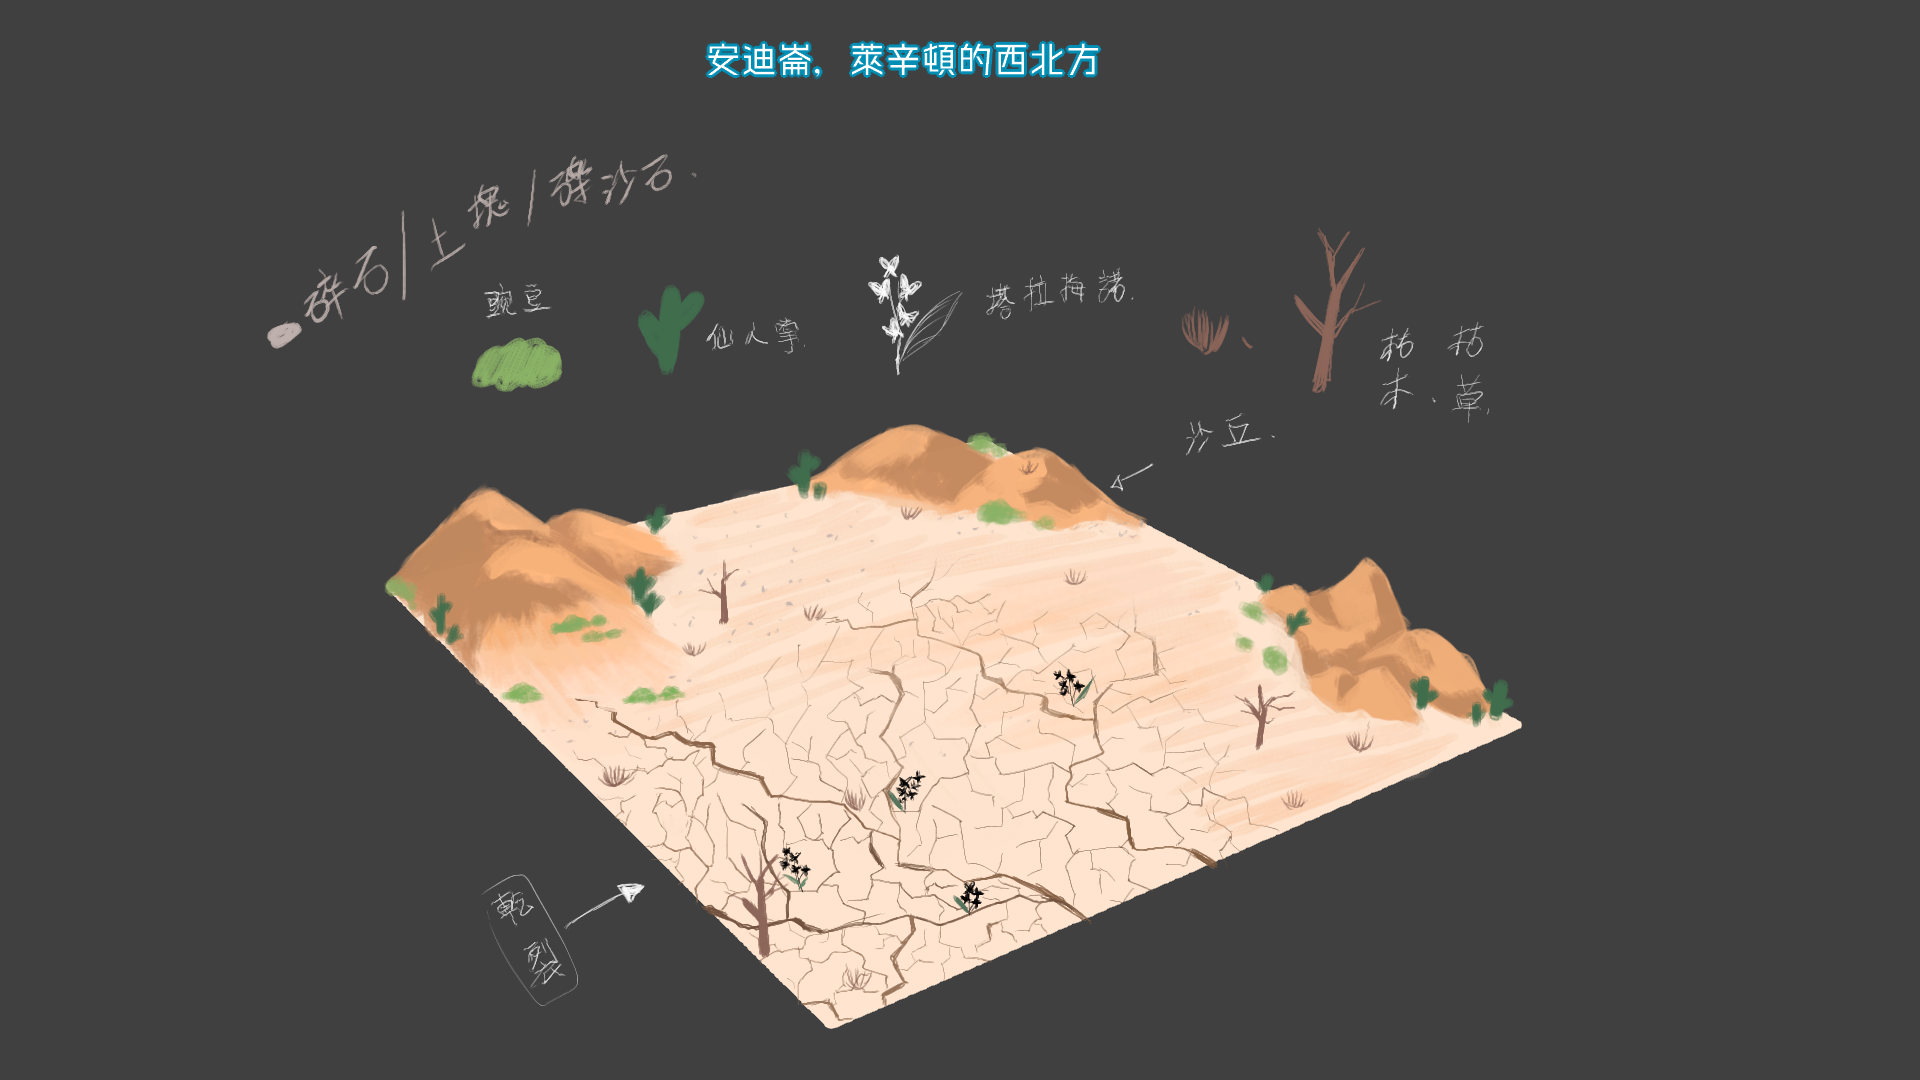 安迪崙，萊辛頓的西北方
碎石/土塊/礫沙石.
豌豆
仙人掌.
塔拉梅諾.
枯木、枯草.
沙丘.
乾裂